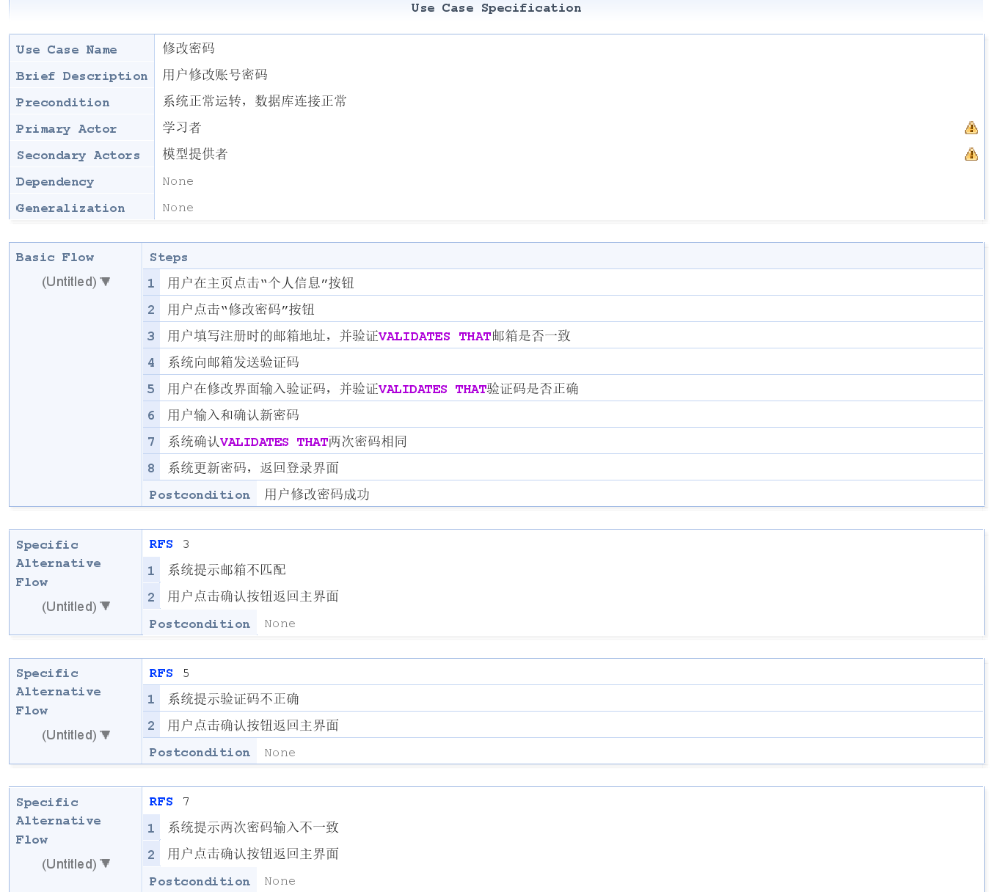 Use Case Specification
Use Case Name 修改密码
Brief Description 用户修改账号密码
Precondition 系统正常运转，数据库连接正常
Primary Actor 学习者
Secondary Actors 模型提供者
Dependency None
Generalization None
Basic Flow Steps
(Untitled) ▼
1 用户在主页点击“个人信息”按钮
2 用户点击“修改密码”按钮
3 用户填写注册时的邮箱地址，并验证VALIDATES THAT邮箱是否一致
4 系统向邮箱发送验证码
5 用户在修改界面输入验证码，并验证VALIDATES THAT验证码是否正确
6 用户输入和确认新密码
7 系统确认VALIDATES THAT两次密码相同
8 系统更新密码，返回登录界面
Postcondition 用户修改密码成功
Specific
Alternative
Flow
(Untitled) ▼
RFS 3
1 系统提示邮箱不匹配
2 用户点击确认按钮返回主界面
Postcondition None
Specific
Alternative
Flow
(Untitled) ▼
RFS 5
1 系统提示验证码不正确
2 用户点击确认按钮返回主界面
Postcondition None
Specific
Alternative
Flow
(Untitled) ▼
RFS 7
1 系统提示两次密码输入不一致
2 用户点击确认按钮返回主界面
Postcondition None